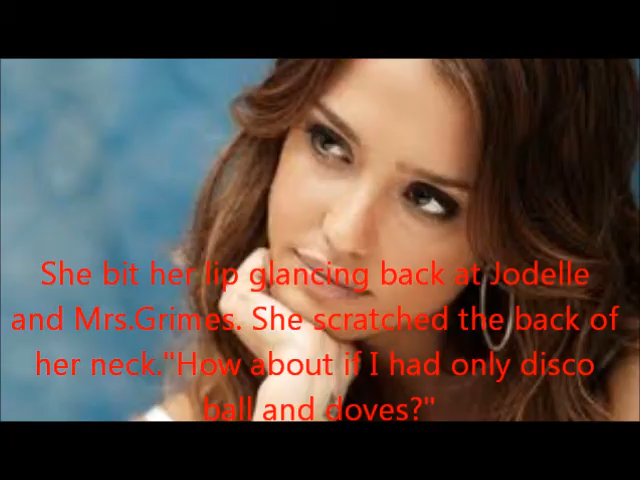 She bit her lip glancing back at Jodelle
and Mrs.Grimes. She scratched the back of
her neck."How about if I had only disco
ball and doves?"